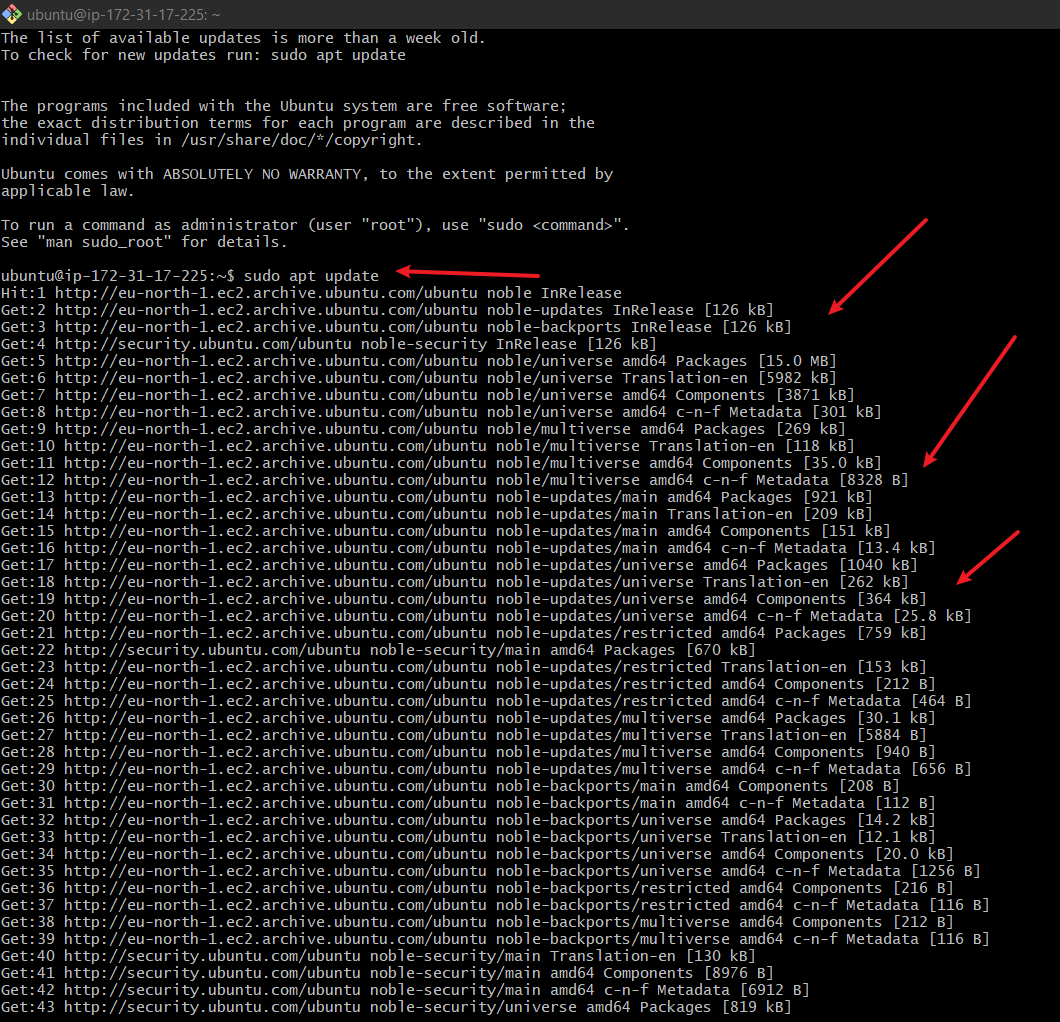 ubuntu@ip-172-31-17-225: ~
The list of available updates is more than a week old.
To check for new updates run: sudo apt update
The programs included with the Ubuntu system are free software;
the exact distribution terms for each program are described in the
individual files in /usr/share/doc/*/copyright.
Ubuntu comes with ABSOLUTELY NO WARRANTY, to the extent permitted by
applicable law.
To run a command as administrator (user "root"), use "sudo <command>".
See "man sudo_root" for details.
ubuntu@ip-172-31-17-225:~$ sudo apt update
Hit:1 http://eu-north-1.ec2.archive.ubuntu.com/ubuntu noble InRelease
Get:2 http://eu-north-1.ec2.archive.ubuntu.com/ubuntu noble-updates InRelease [126 kB]
Get:3 http://eu-north-1.ec2.archive.ubuntu.com/ubuntu noble-backports InRelease [126 kB]
Get:4 http://security.ubuntu.com/ubuntu noble-security InRelease [126 kB]
Get:5 http://eu-north-1.ec2.archive.ubuntu.com/ubuntu noble/universe amd64 Packages [15.0 MB]
Get:6 http://eu-north-1.ec2.archive.ubuntu.com/ubuntu noble/universe Translation-en [5982 kB]
Get:7 http://eu-north-1.ec2.archive.ubuntu.com/ubuntu noble/universe amd64 Components [3871 kB]
Get:8 http://eu-north-1.ec2.archive.ubuntu.com/ubuntu noble/universe amd64 c-n-f Metadata [301 kB]
Get:9 http://eu-north-1.ec2.archive.ubuntu.com/ubuntu noble/multiverse amd64 Packages [269 kB]
Get:10 http://eu-north-1.ec2.archive.ubuntu.com/ubuntu noble/multiverse Translation-en [118 kB]
Get:11 http://eu-north-1.ec2.archive.ubuntu.com/ubuntu noble/multiverse amd64 Components [35.0 kB]
Get:12 http://eu-north-1.ec2.archive.ubuntu.com/ubuntu noble/multiverse amd64 c-n-f Metadata [8328 B]
Get:13 http://eu-north-1.ec2.archive.ubuntu.com/ubuntu noble-updates/main amd64 Packages [921 kB]
Get:14 http://eu-north-1.ec2.archive.ubuntu.com/ubuntu noble-updates/main Translation-en [209 kB]
Get:15 http://eu-north-1.ec2.archive.ubuntu.com/ubuntu noble-updates/main amd64 Components [151 kB]
Get:16 http://eu-north-1.ec2.archive.ubuntu.com/ubuntu noble-updates/main amd64 c-n-f Metadata [13.4 kB]
Get:17 http://eu-north-1.ec2.archive.ubuntu.com/ubuntu noble-updates/universe amd64 Packages [1040 kB]
Get:18 http://eu-north-1.ec2.archive.ubuntu.com/ubuntu noble-updates/universe Translation-en [262 kB]
Get:19 http://eu-north-1.ec2.archive.ubuntu.com/ubuntu noble-updates/universe amd64 Components [364 kB]
Get:20 http://eu-north-1.ec2.archive.ubuntu.com/ubuntu noble-updates/universe amd64 c-n-f Metadata [25.8 kB]
Get:21 http://eu-north-1.ec2.archive.ubuntu.com/ubuntu noble-updates/restricted amd64 Packages [759 kB]
Get:22 http://security.ubuntu.com/ubuntu noble-security/main amd64 Packages [670 kB]
Get:23 http://eu-north-1.ec2.archive.ubuntu.com/ubuntu noble-updates/restricted Translation-en [153 kB]
Get:24 http://eu-north-1.ec2.archive.ubuntu.com/ubuntu noble-updates/restricted amd64 Components [212 B]
Get:25 http://eu-north-1.ec2.archive.ubuntu.com/ubuntu noble-updates/restricted amd64 c-n-f Metadata [464 B]
Get:26 http://eu-north-1.ec2.archive.ubuntu.com/ubuntu noble-updates/multiverse amd64 Packages [30.1 kB]
Get:27 http://eu-north-1.ec2.archive.ubuntu.com/ubuntu noble-updates/multiverse Translation-en [5884 B]
Get:28 http://eu-north-1.ec2.archive.ubuntu.com/ubuntu noble-updates/multiverse amd64 Components [940 B]
Get:29 http://eu-north-1.ec2.archive.ubuntu.com/ubuntu noble-updates/multiverse amd64 c-n-f Metadata [656 B]
Get:30 http://eu-north-1.ec2.archive.ubuntu.com/ubuntu noble-backports/main amd64 Components [208 B]
Get:31 http://eu-north-1.ec2.archive.ubuntu.com/ubuntu noble-backports/main amd64 c-n-f Metadata [112 B]
Get:32 http://eu-north-1.ec2.archive.ubuntu.com/ubuntu noble-backports/universe amd64 Packages [14.2 kB]
Get:33 http://eu-north-1.ec2.archive.ubuntu.com/ubuntu noble-backports/universe Translation-en [12.1 kB]
Get:34 http://eu-north-1.ec2.archive.ubuntu.com/ubuntu noble-backports/universe amd64 Components [20.0 kB]
Get:35 http://eu-north-1.ec2.archive.ubuntu.com/ubuntu noble-backports/universe amd64 c-n-f Metadata [1256 B]
Get:36 http://eu-north-1.ec2.archive.ubuntu.com/ubuntu noble-backports/restricted amd64 Components [216 B]
Get:37 http://eu-north-1.ec2.archive.ubuntu.com/ubuntu noble-backports/restricted amd64 c-n-f Metadata [116 B]
Get:38 http://eu-north-1.ec2.archive.ubuntu.com/ubuntu noble-backports/multiverse amd64 Components [212 B]
Get:39 http://eu-north-1.ec2.archive.ubuntu.com/ubuntu noble-backports/multiverse amd64 c-n-f Metadata [116 B]
Get:40 http://security.ubuntu.com/ubuntu noble-security/main Translation-en [130 kB]
Get:41 http://security.ubuntu.com/ubuntu noble-security/main amd64 Components [8976 B]
Get:42 http://security.ubuntu.com/ubuntu noble-security/main amd64 c-n-f Metadata [6912 B]
Get:43 http://security.ubuntu.com/ubuntu noble-security/universe amd64 Packages [819 kB]